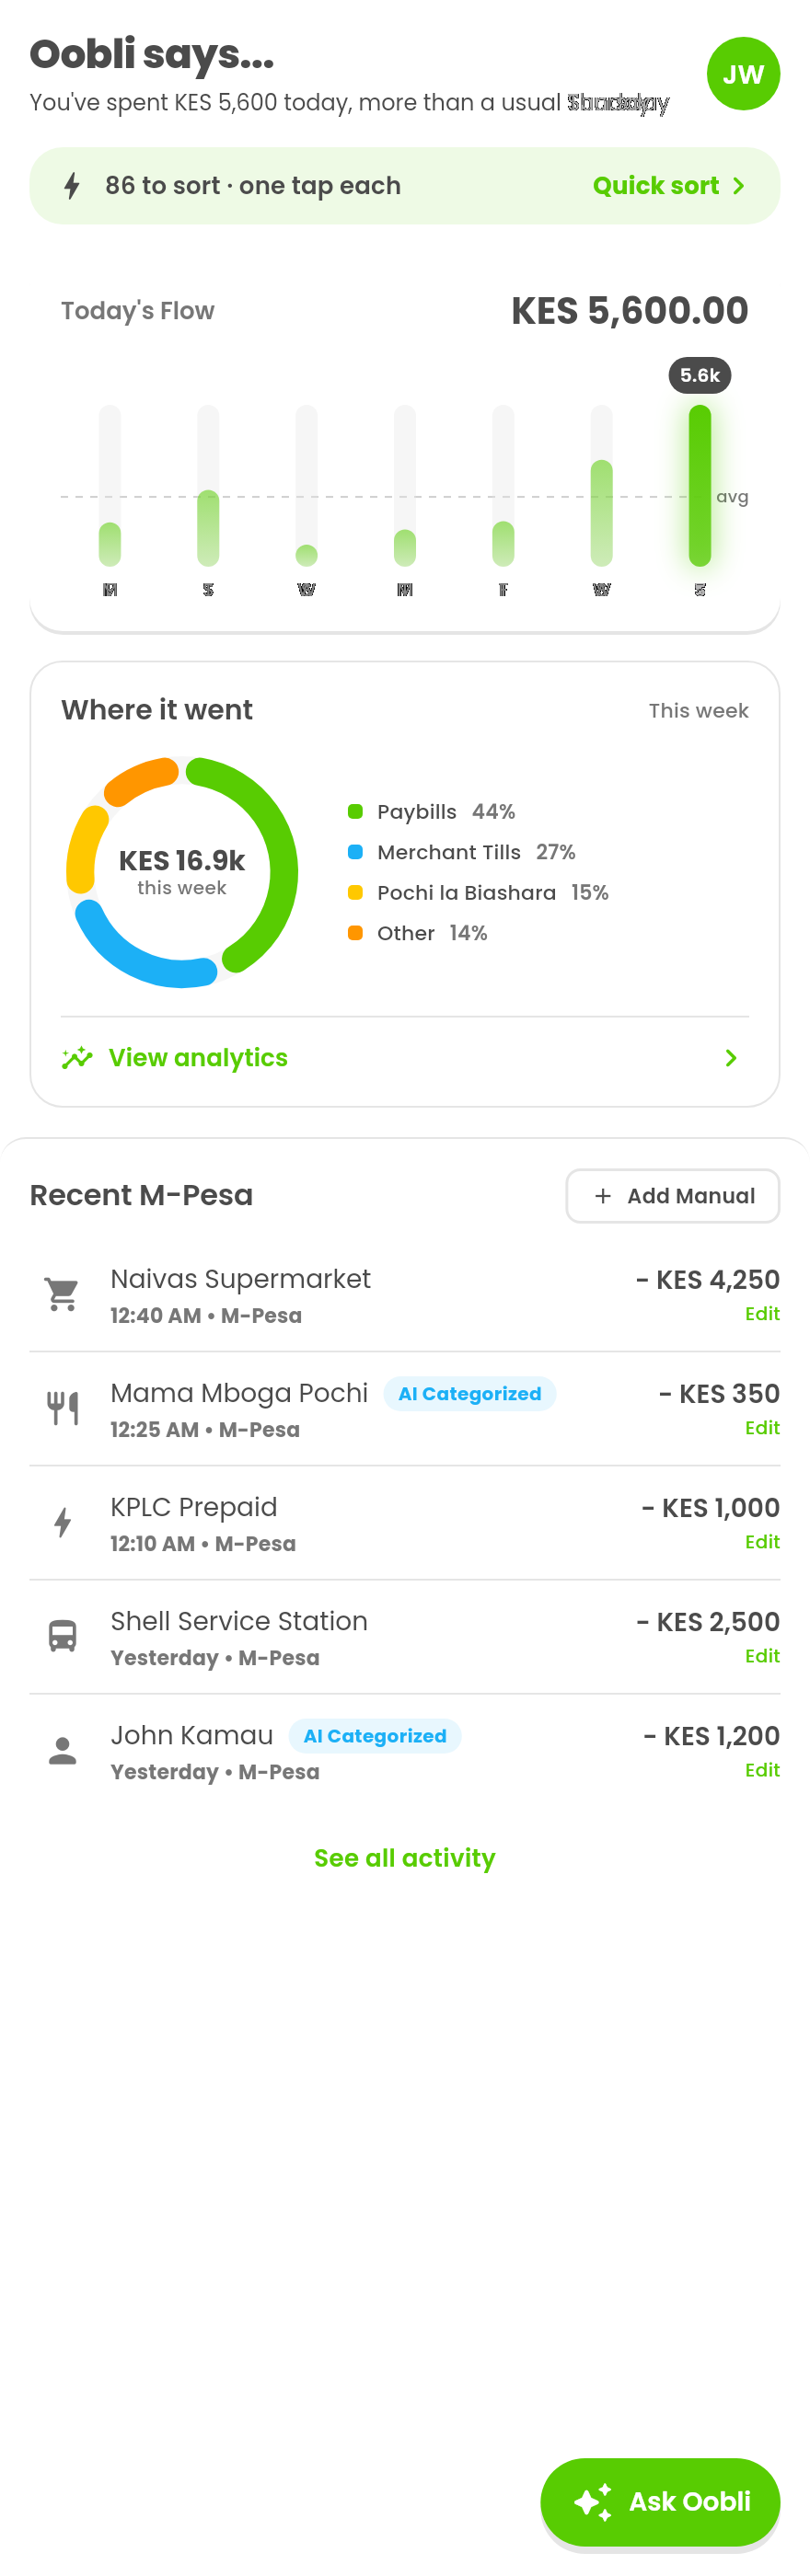 Oobli says...
You've spent KES 5,600 today, more than a usual
JW
86 to sort · one tap each
Quick sort
Today's Flow
KES 5,600.00
5.6k
avg
Where it went
This week
KES 16.9k
this week
Paybills 44%
Merchant Tills 27%
Pochi la Biashara 15%
Other 14%
View analytics
Recent M-Pesa
+ Add Manual
Naivas Supermarket
- KES 4,250
12:40 AM • M-Pesa
Edit
Mama Mboga Pochi AI Categorized
- KES 350
12:25 AM • M-Pesa
Edit
KPLC Prepaid
- KES 1,000
12:10 AM • M-Pesa
Edit
Shell Service Station
- KES 2,500
Yesterday • M-Pesa
Edit
John Kamau AI Categorized
- KES 1,200
Yesterday • M-Pesa
Edit
See all activity
Ask Oobli